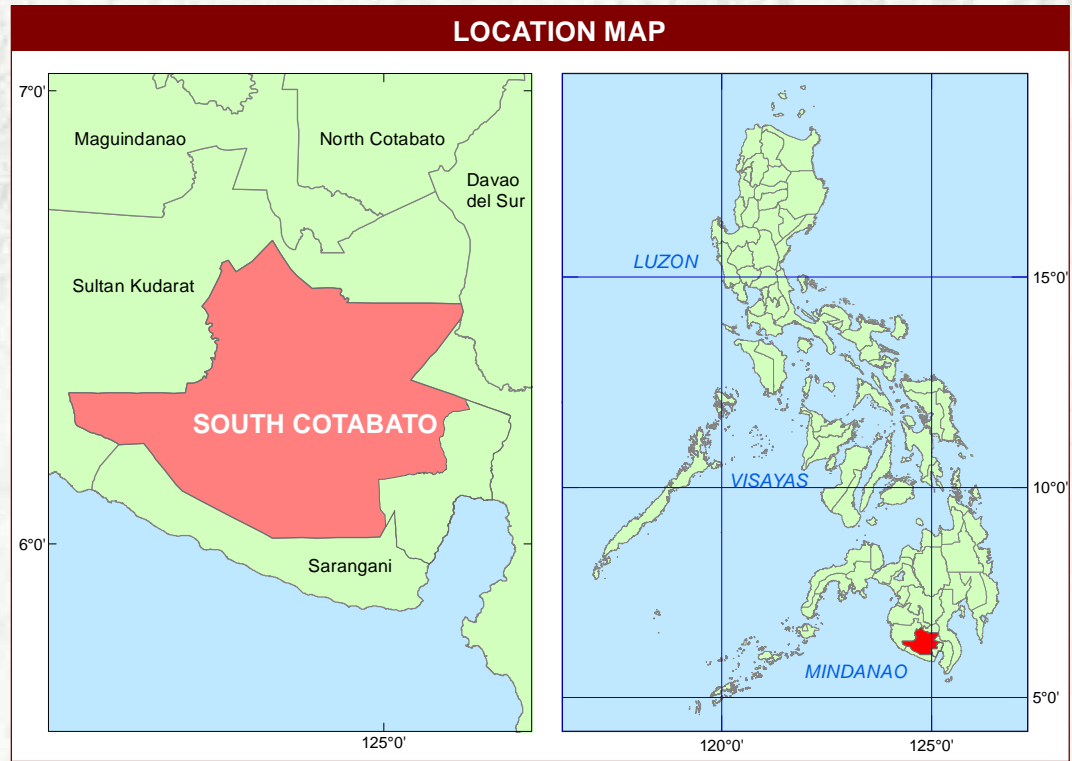 LOCATION MAP
7°0'
Maguindanao
North Cotabato
Davao
del Sur
Sultan Kudarat
SOUTH COTABATO
6°0'
Sarangani
125°0'
LUZON
15°0'
VISAYAS
10°0'
MINDANAO
5°0'
120°0'
125°0'